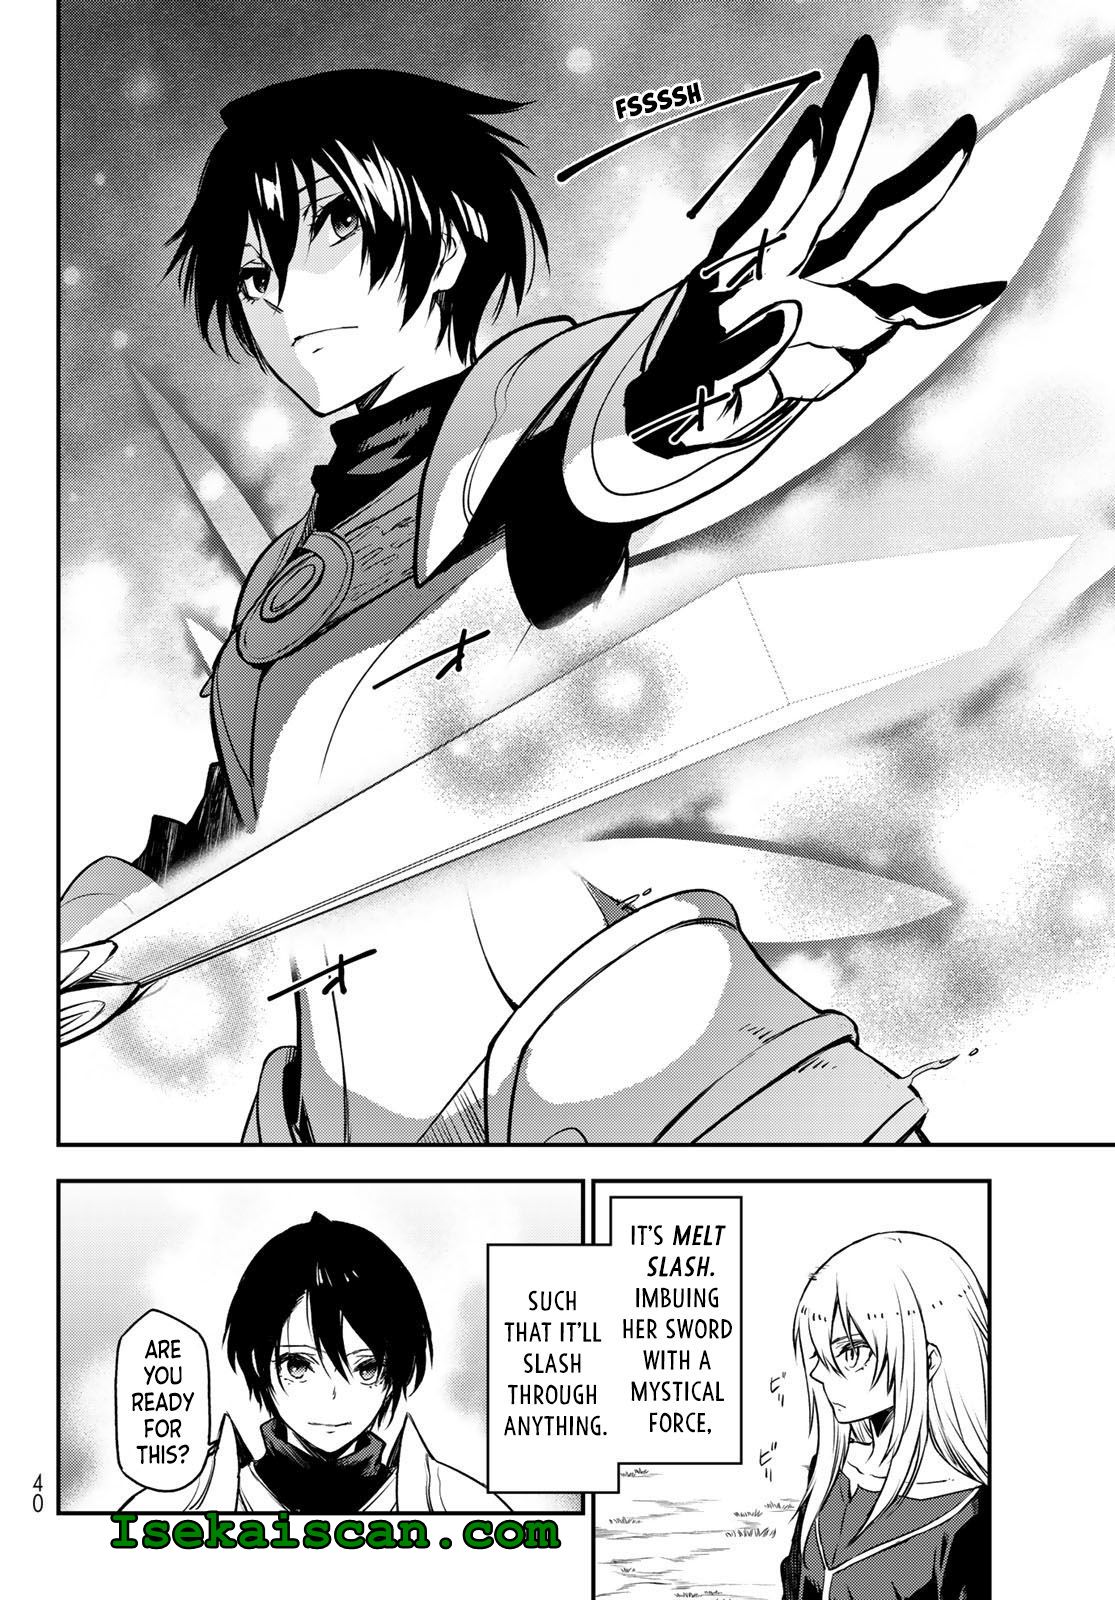 FSSSSH
IT'S MELT
SLASH.
IMBUING
HER SWORD
WITH A
MYSTICAL
FORCE,
SUCH
THAT IT'LL
SLASH
THROUGH
ANYTHING.
ARE
YOU
READY
FOR
THIS?
40
Isekaiscan.com